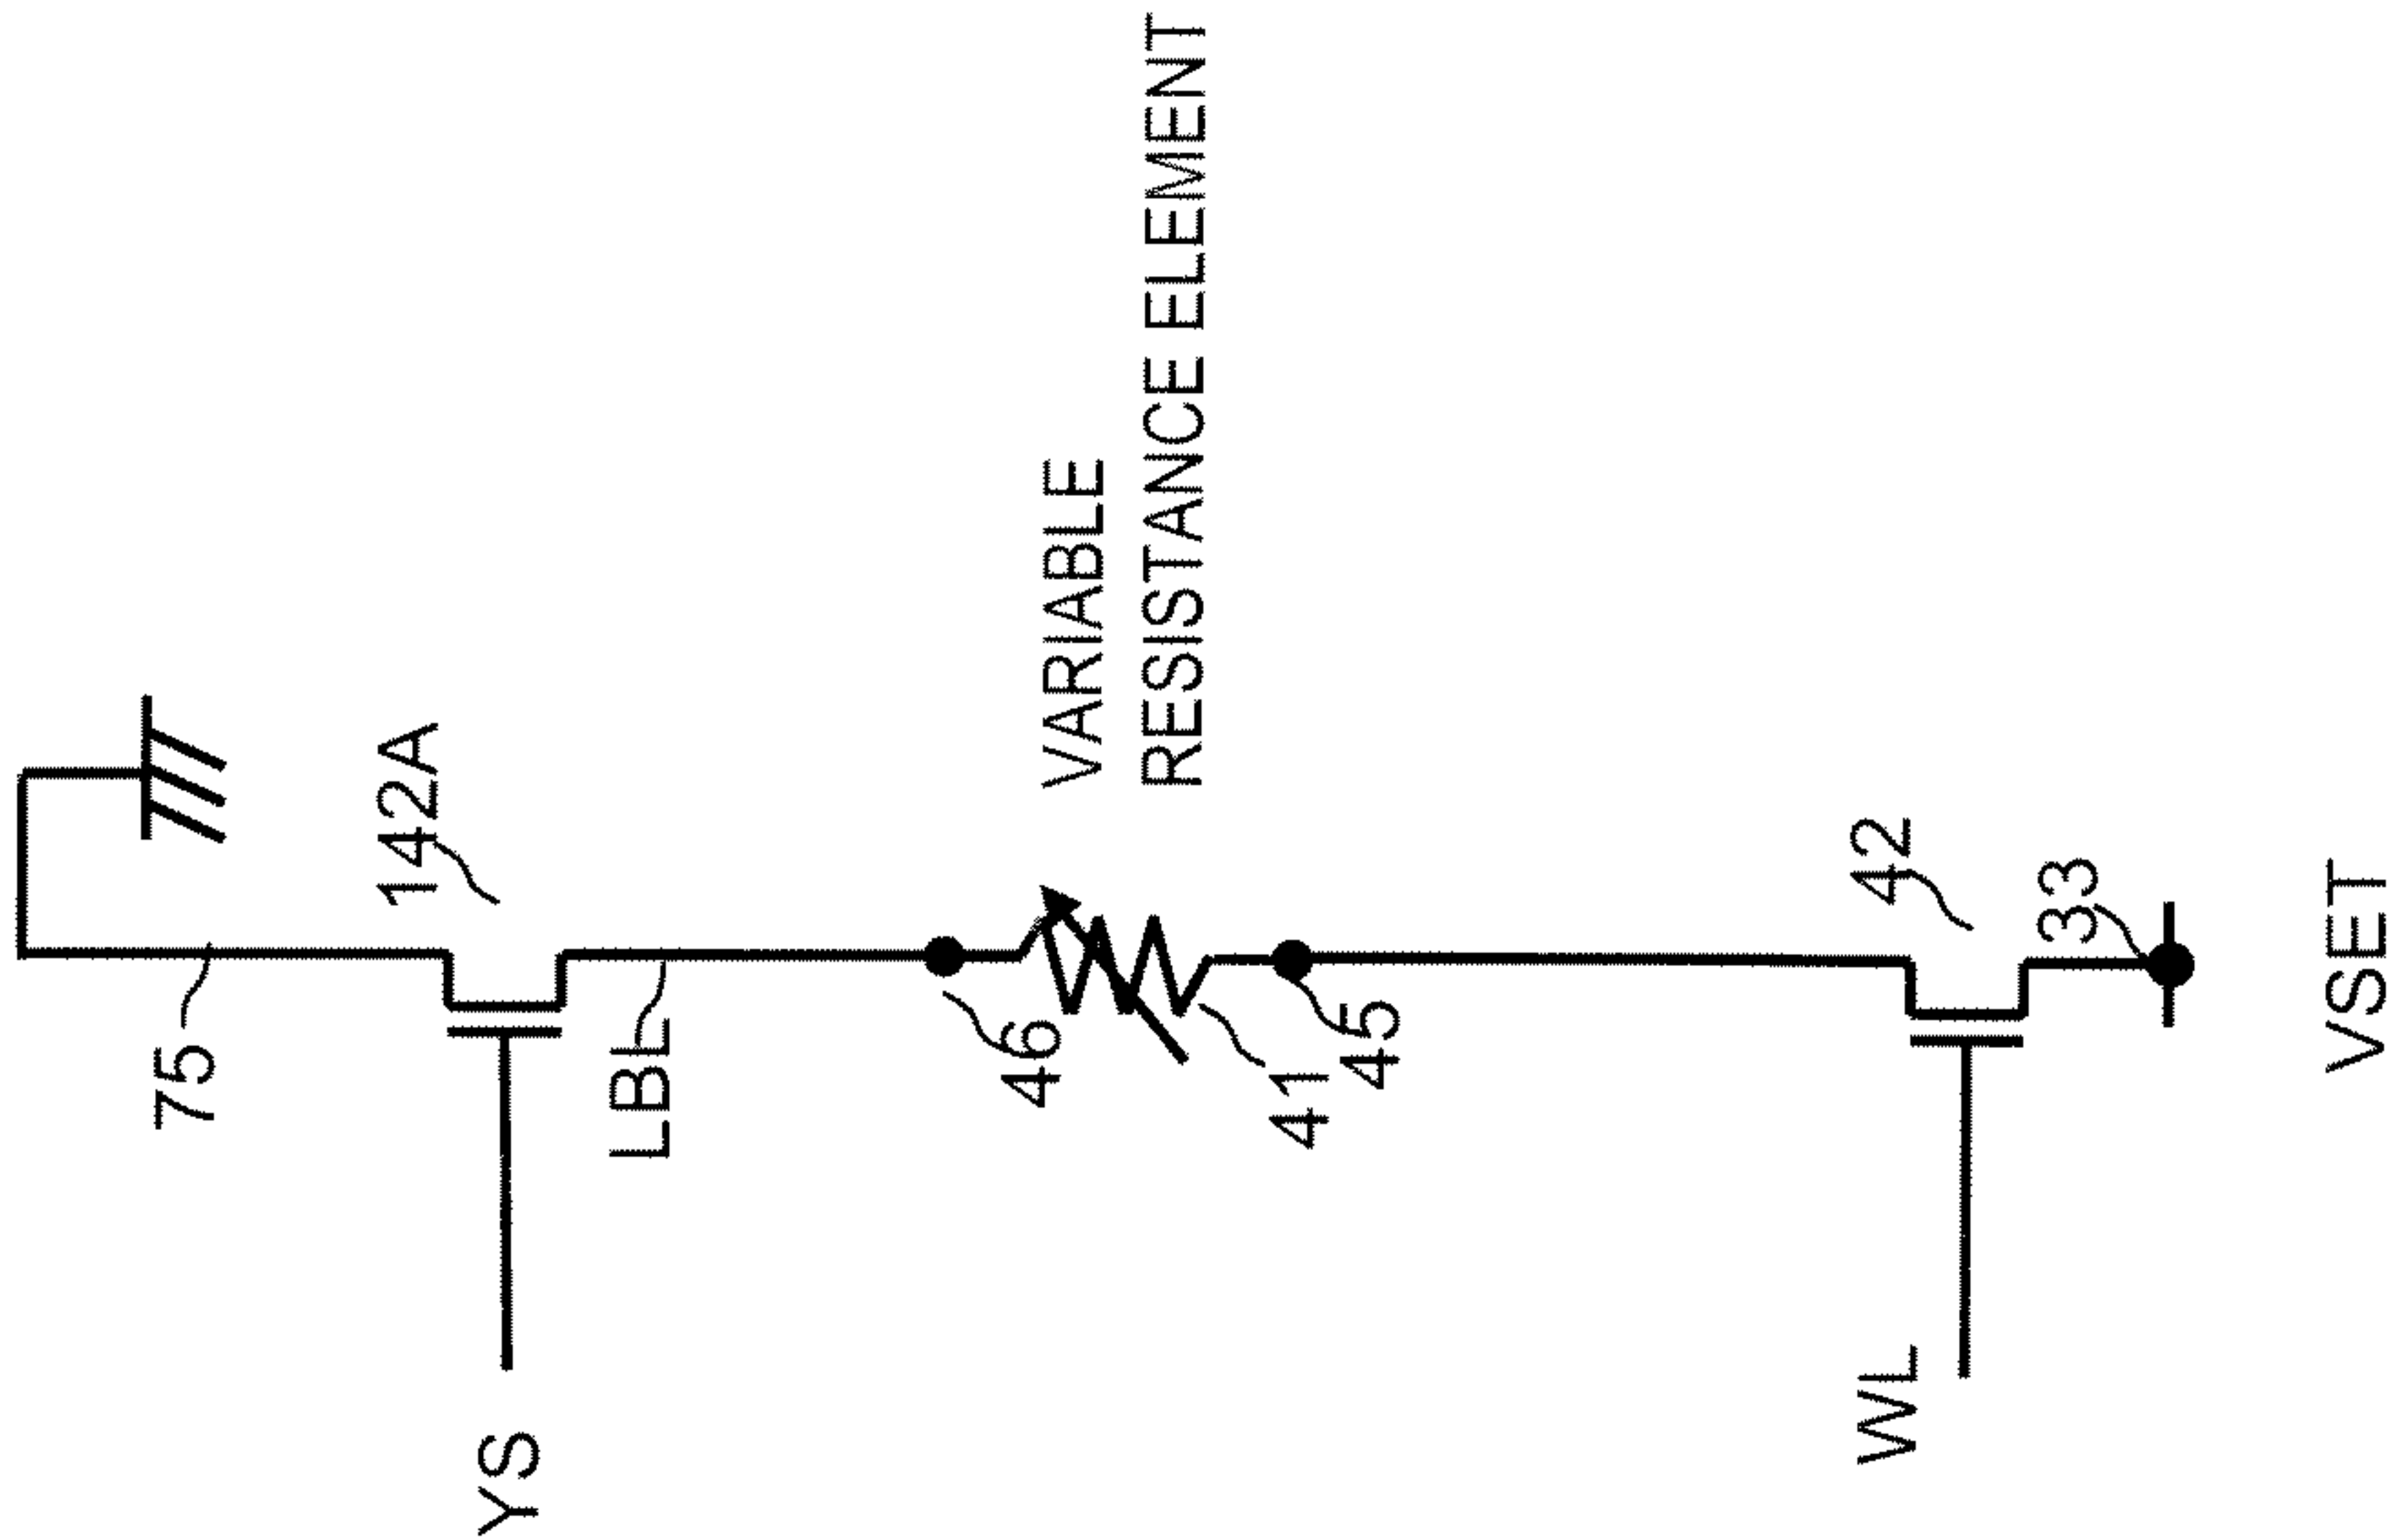 75
142A
YS
LBL
46
VARIABLE
RESISTANCE ELEMENT
41
45
42
WL
33
VSET